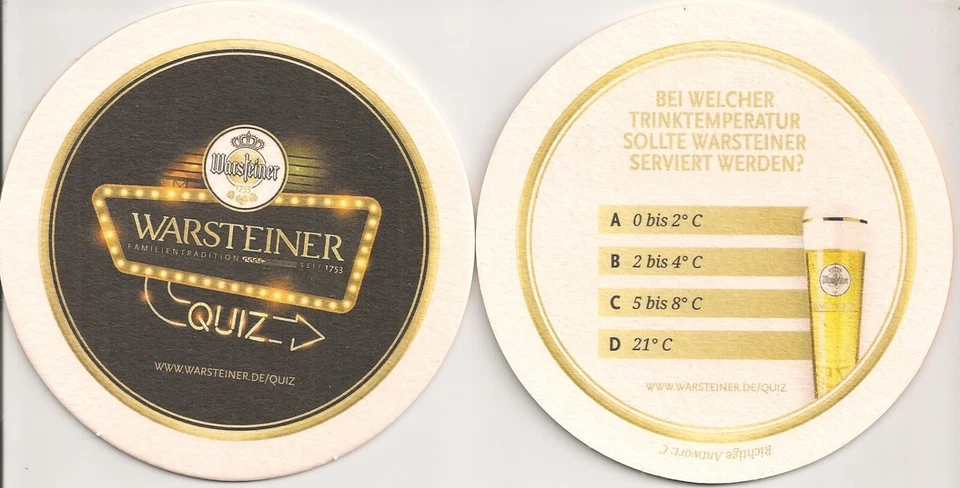 Warsteiner
1753
WARSTEINER
FAMILIENTRADITION SEIT 1753
QUIZ
WWW.WARSTEINER.DE/QUIZ
BEI WELCHER
TRINKTEMPERATUR
SOLLTE WARSTEINER
SERVIERT WERDEN?
A 0 bis 2° C
B 2 bis 4° C
C 5 bis 8° C
D 21° C
Warsteiner
WWW.WARSTEINER.DE/QUIZ
Richtige Antwort: C